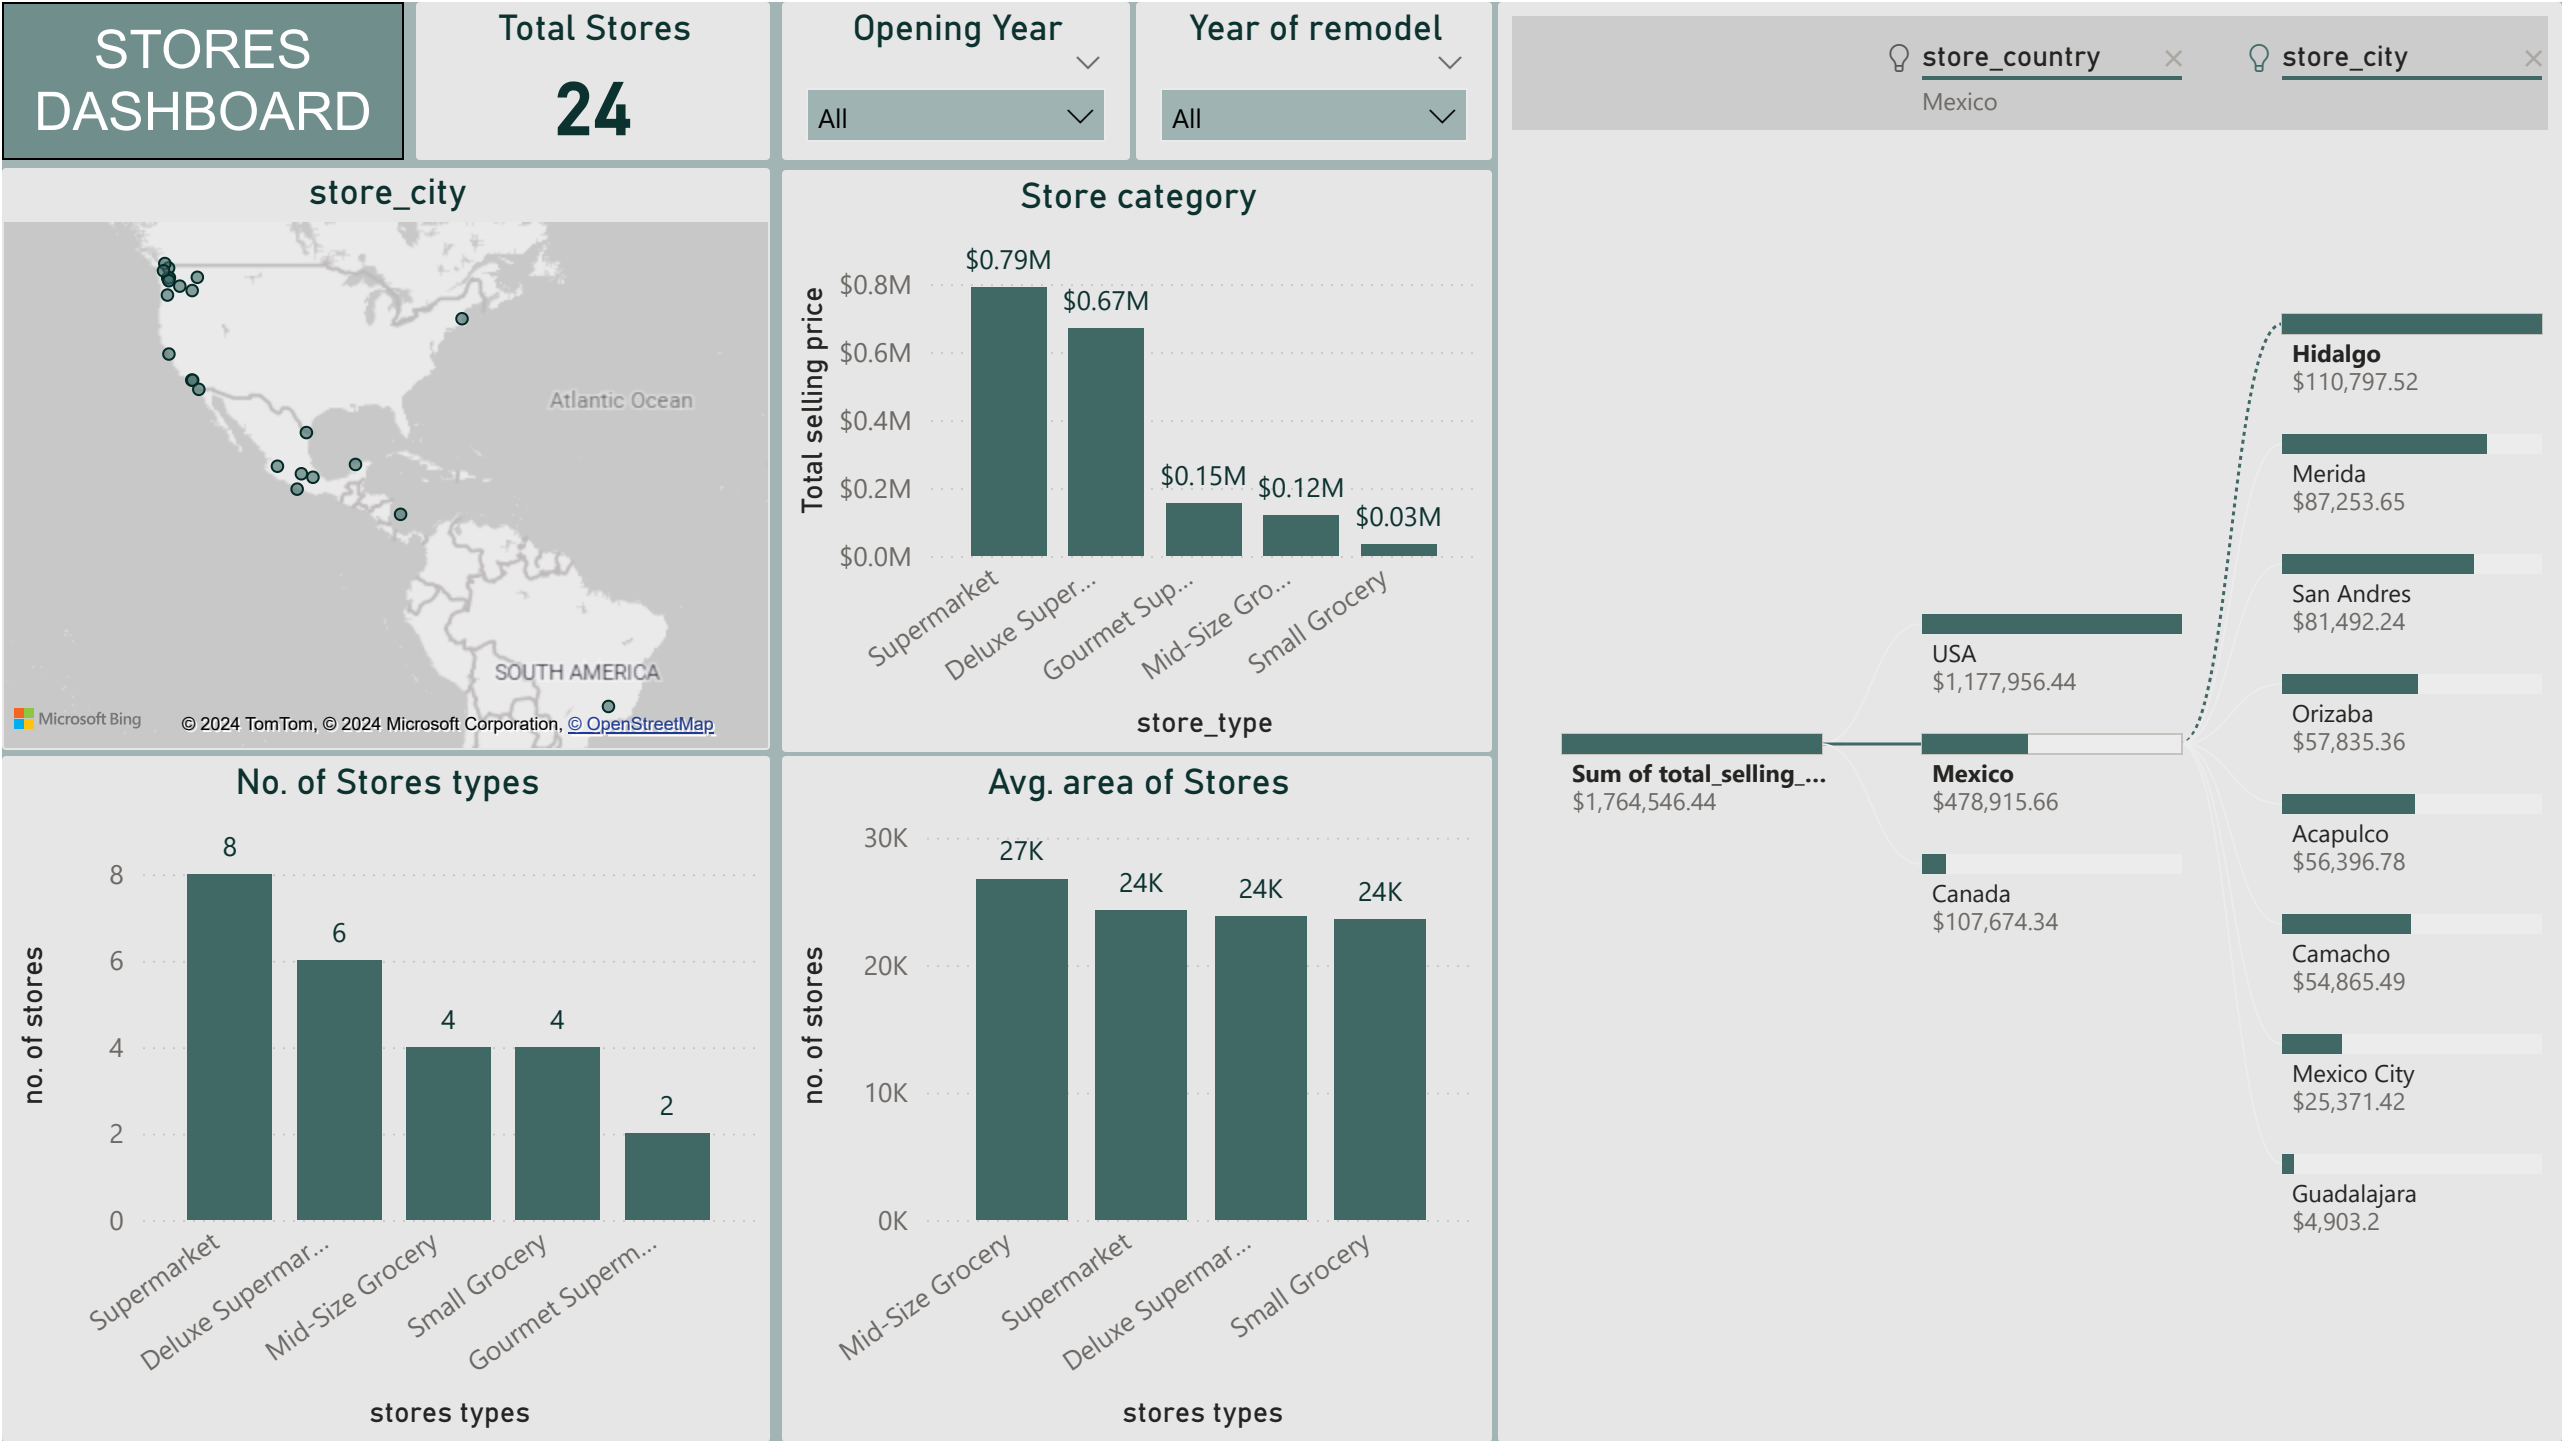 STORES
DASHBOARD
Total Stores
24
Opening Year
All
Year of remodel
All
store_country
Mexico
store_city
store_city
Atlantic Ocean
SOUTH AMERICA
Microsoft Bing
© 2024 TomTom, © 2024 Microsoft Corporation, © OpenStreetMap
Store category
Total selling price
$0.8M
$0.6M
$0.4M
$0.2M
$0.0M
$0.79M
$0.67M
$0.15M
$0.12M
$0.03M
Supermarket
Deluxe Super...
Gourmet Sup...
Mid-Size Gro...
Small Grocery
store_type
No. of Stores types
no. of stores
8
6
4
2
0
8
6
4
4
2
Supermarket
Deluxe Supermar...
Mid-Size Grocery
Small Grocery
Gourmet Superm...
stores types
Avg. area of Stores
no. of stores
30K
20K
10K
0K
27K
24K
24K
24K
Mid-Size Grocery
Supermarket
Deluxe Supermar...
Small Grocery
stores types
Sum of total_selling_...
$1,764,546.44
USA
$1,177,956.44
Mexico
$478,915.66
Canada
$107,674.34
Hidalgo
$110,797.52
Merida
$87,253.65
San Andres
$81,492.24
Orizaba
$57,835.36
Acapulco
$56,396.78
Camacho
$54,865.49
Mexico City
$25,371.42
Guadalajara
$4,903.2